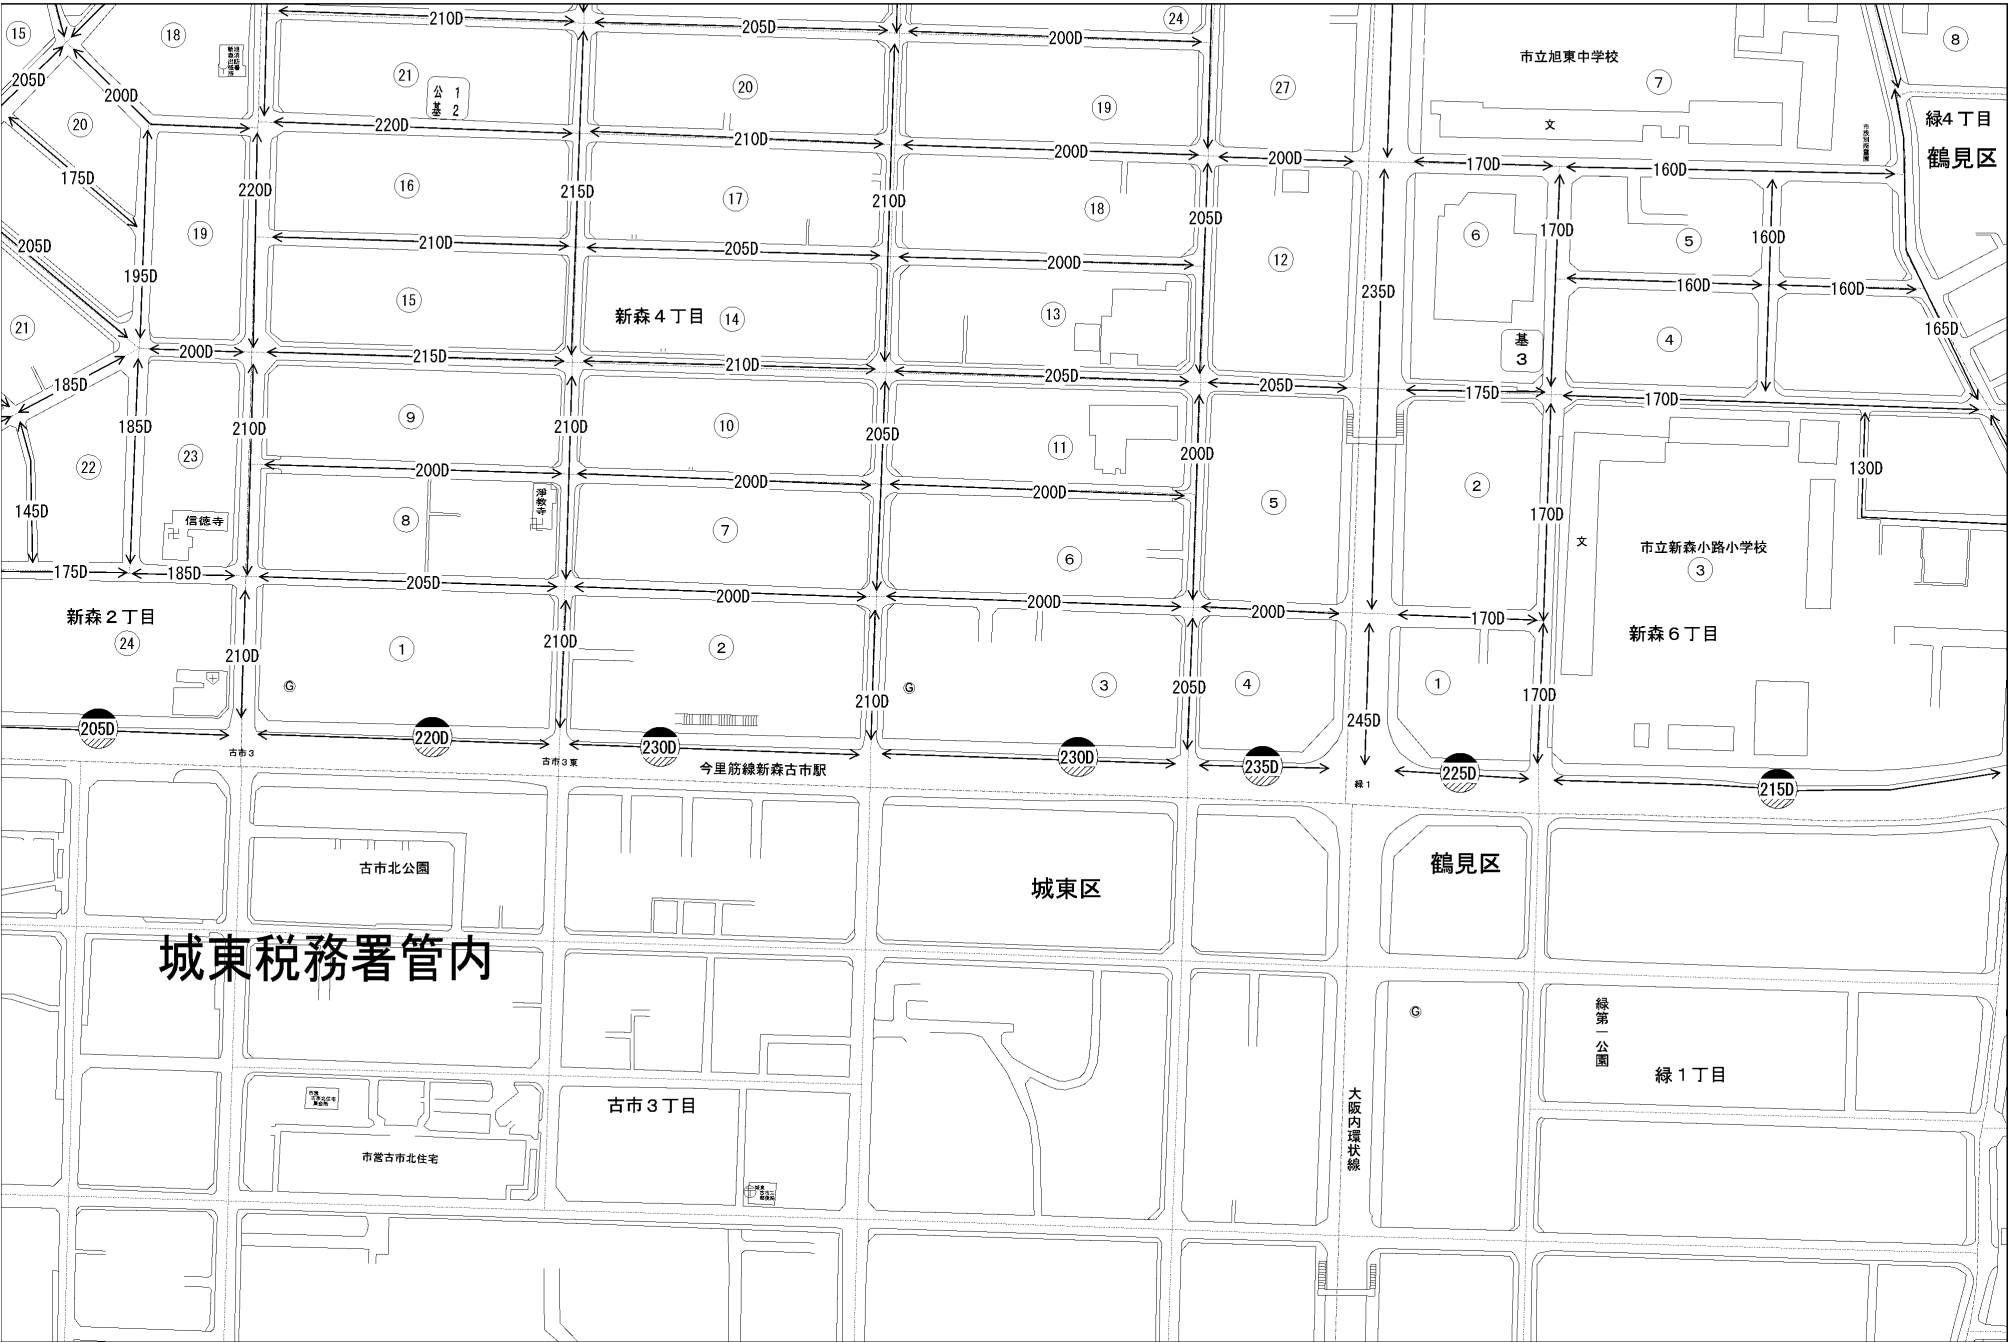 210D
205D
200D
24
15
18
205D
200D
21
公 1
基 2
20
19
27
市立旭東中学校
7
8
20
220D
210D
200D
200D
文
緑4丁目
鶴見区
170D
160D
175D
220D
16
215D
17
210D
18
205D
19
6
170D
5
160D
205D
195D
210D
205D
200D
12
235D
160D
160D
15
新森4丁目
14
13
165D
21
基
3
4
200D
215D
210D
205D
205D
175D
170D
185D
185D
210D
9
210D
10
205D
11
200D
22
23
200D
200D
200D
130D
2
145D
信徳寺
8
浄教寺
7
5
170D
文
市立新森小路小学校
3
6
175D
185D
205D
200D
200D
200D
170D
新森2丁目
24
210D
1
210D
2
新森6丁目
G
G
3
4
1
210D
205D
170D
245D
205D
220D
230D
230D
235D
225D
215D
古市3
古市3東
今里筋線新森古市駅
緑1
古市北公園
城東区
鶴見区
城東税務署管内
G
緑第一公園
緑1丁目
古市3丁目
大阪内環状線
市営古市北住宅